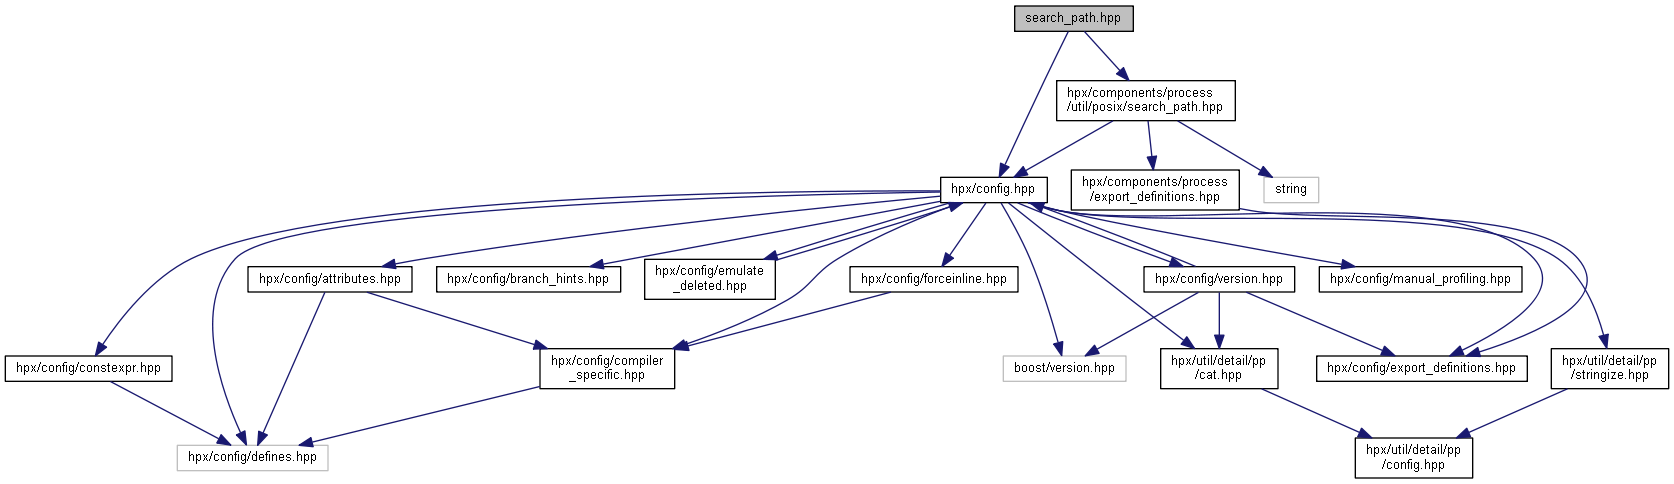 search_path.hpp
hpx/components/process
/util/posix/search_path.hpp
hpx/config.hpp
hpx/components/process
/export_definitions.hpp
string
hpx/config/attributes.hpp
hpx/config/branch_hints.hpp
hpx/config/emulate
_deleted.hpp
hpx/config/forceinline.hpp
hpx/config/version.hpp
hpx/config/manual_profiling.hpp
hpx/config/constexpr.hpp
hpx/config/compiler
_specific.hpp
boost/version.hpp
hpx/util/detail/pp
/cat.hpp
hpx/config/export_definitions.hpp
hpx/util/detail/pp
/stringize.hpp
hpx/config/defines.hpp
hpx/util/detail/pp
/config.hpp